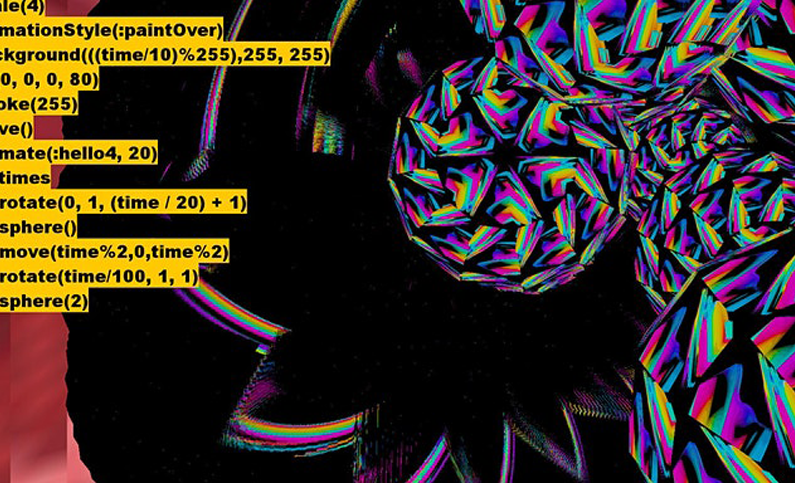 ale(4)
mationStyle(:paintOver)
ckground(((time/10)%255),255, 255)
0, 0, 0, 80)
oke(255)
ve()
mate(:hello4, 20)
times
rotate(0, 1, (time / 20) + 1)
sphere()
move(time%2,0,time%2)
rotate(time/100, 1, 1)
sphere(2)